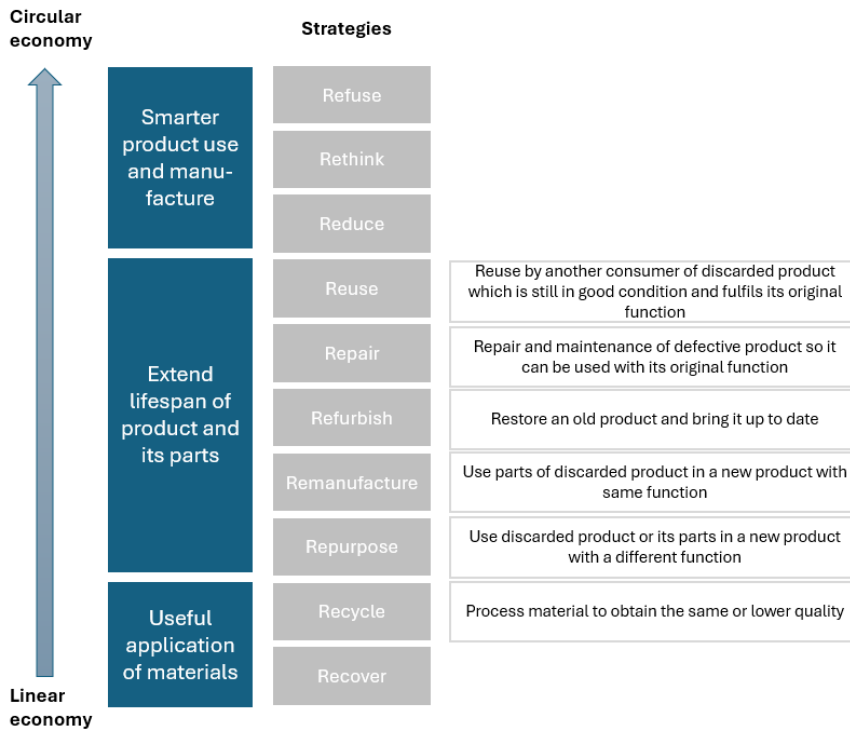 Circular
economy
Strategies
Smarter
product use
and manu-
facture
Refuse
Rethink
Reduce
Extend
lifespan of
product and
its parts
Reuse
Reuse by another consumer of discarded product
which is still in good condition and fulfils its original
function
Repair
Repair and maintenance of defective product so it
can be used with its original function
Refurbish
Restore an old product and bring it up to date
Remanufacture
Use parts of discarded product in a new product with
same function
Repurpose
Use discarded product or its parts in a new product
with a different function
Useful
application
of materials
Recycle
Process material to obtain the same or lower quality
Recover
Linear
economy